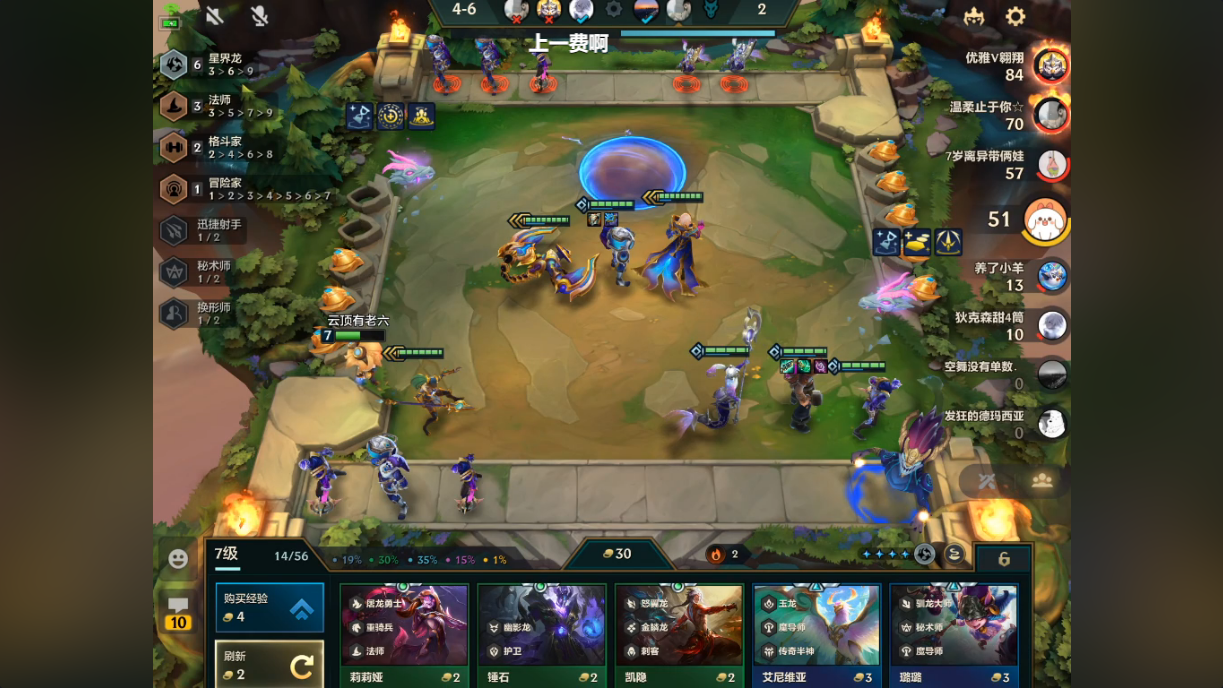 4-6
2
上一费啊
6 星界龙
3 > 6 > 9
3 法师
3 > 5 > 7 > 9
2 格斗家
2 > 4 > 6 > 8
1 冒险家
1 > 2 > 3 > 4 > 5 > 6 > 7
迅捷射手
1 / 2
秘术师
1 / 2
换形师
1 / 2
优雅V翱翔
84
温柔止于你☆
70
7岁离异带俩娃
57
51
养了小羊
13
狄克森甜4筒
10
空舞没有单数.
0
发狂的德玛西亚
0
云顶有老六
7
7级
14/56
19% 30% 35% 15% 1%
30
2
6
10
购买经验
4
刷新
2
屠龙勇士
重骑兵
法师
莉莉娅 2
幽影龙
护卫
锤石 2
怒翼龙
金鳞龙
刺客
凯隐 2
玉龙
魔导师
传奇半神
艾尼维亚 3
驯龙大师
秘术师
魔导师
璐璐 3